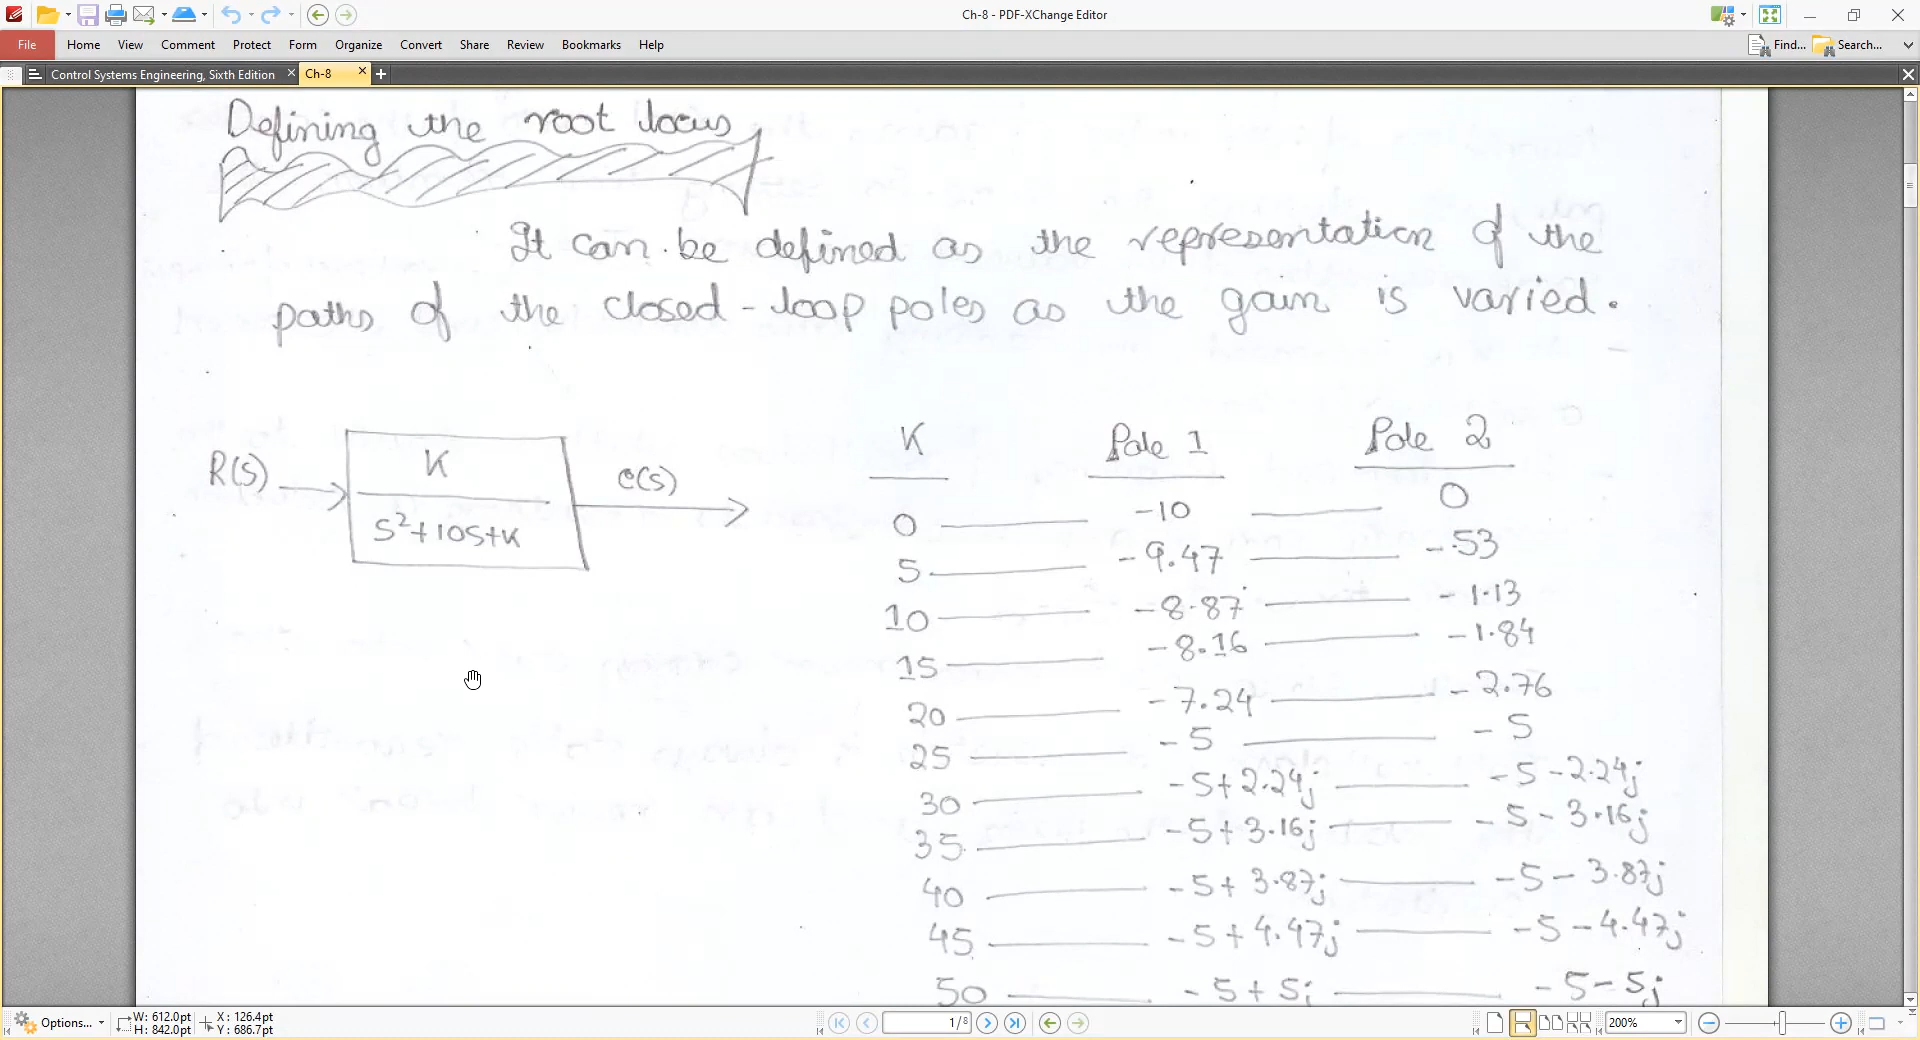 Ch-8 - PDF-XChange Editor
File Home View Comment Protect Form Organize Convert Share Review Bookmarks Help Find... Search...
Control Systems Engineering, Sixth Edition Ch-8
Defining the root locus
It can be defined as the representation of the
paths of the closed-loop poles as the gain is varied.
K Pole 1 Pole 2
R(s) K C(s)
S²+10S+K
0 -10 0
5 -9.47 -.53
10 -8.87 -1.13
15 -8.16 -1.84
20 -7.24 -2.76
25 -5 -5
30 -5+2.24j -5-2.24j
35 -5+3.16j -5-3.16j
40 -5+3.87j -5-3.87j
45 -5+4.47j -5-4.47j
50 -5+5j -5-5j
Options... W: 612.0pt X: 126.4pt 1/8 200%
H: 842.0pt Y: 686.7pt